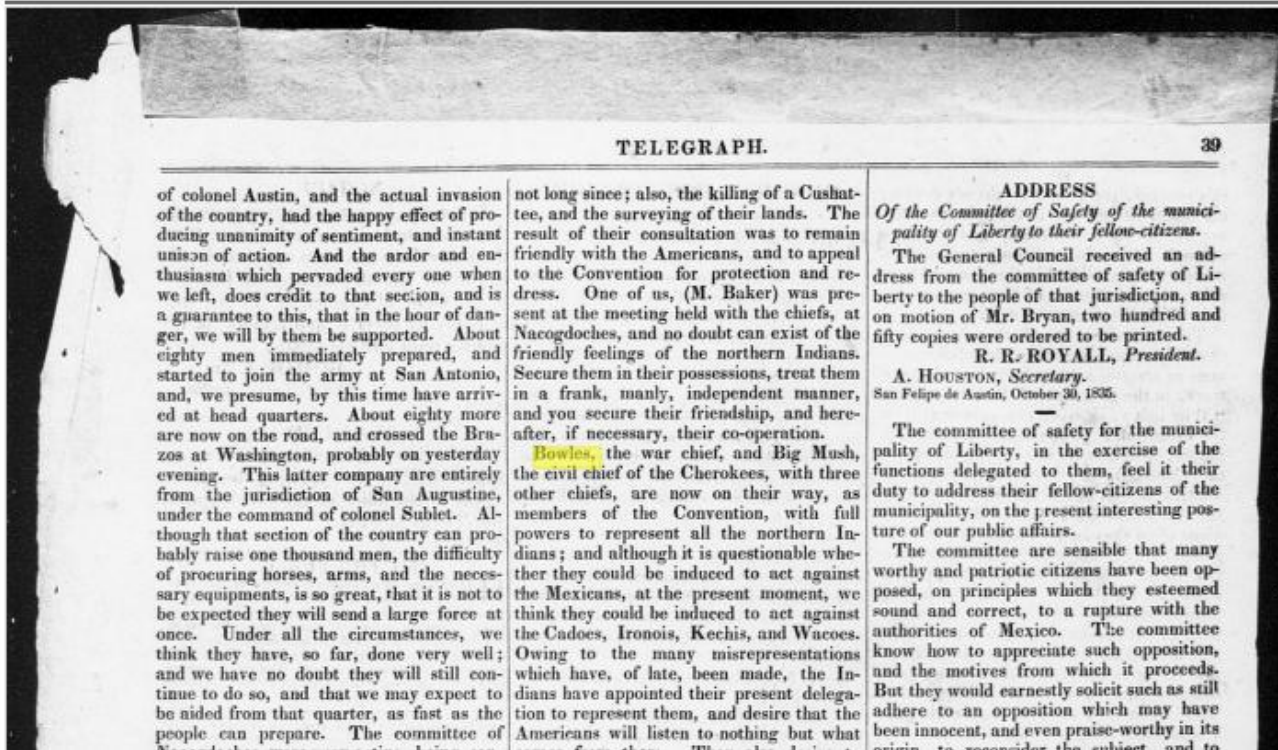 TELEGRAPH.
39
of colonel Austin, and the actual invasion
of the country, had the happy effect of pro-
ducing unanimity of sentiment, and instant
unison of action. And the ardor and en-
thusiasm which pervaded every one when
we left, does credit to that section, and is
a guarantee to this, that in the hour of dan-
ger, we will by them be supported. About
eighty men immediately prepared, and
started to join the army at San Antonio,
and, we presume, by this time have arriv-
ed at head quarters. About eighty more
are now on the road, and crossed the Bra-
zos at Washington, probably on yesterday
evening. This latter company are entirely
from the jurisdiction of San Augustine,
under the command of colonel Sublet. Al-
though that section of the country can pro-
bably raise one thousand men, the difficulty
of procuring horses, arms, and the neces-
sary equipments, is so great, that it is not to
be expected they will send a large force at
once. Under all the circumstances, we
think they have, so far, done very well;
and we have no doubt they will still con-
tinue to do so, and that we may expect to
be aided from that quarter, as fast as the
people can prepare. The committee of
not long since; also, the killing of a Cushat-
tee, and the surveying of their lands. The
result of their consultation was to remain
friendly with the Americans, and to appeal
to the Convention for protection and re-
dress. One of us, (M. Baker) was pre-
sent at the meeting held with the chiefs, at
Nacogdoches, and no doubt can exist of the
friendly feelings of the northern Indians.
Secure them in their possessions, treat them
in a frank, manly, independent manner,
and you secure their friendship, and here-
after, if necessary, their co-operation.
Bowles, the war chief, and Big Mush,
the civil chief of the Cherokees, with three
other chiefs, are now on their way, as
members of the Convention, with full
powers to represent all the northern In-
dians; and although it is questionable whe-
ther they could be induced to act against
the Mexicans, at the present moment, we
think they could be induced to act against
the Cadoes, Ironois, Kechis, and Wacoes.
Owing to the many misrepresentations
which have, of late, been made, the In-
dians have appointed their present delega-
tion to represent them, and desire that the
Americans will listen to nothing but what
ADDRESS
Of the Committee of Safety of the munici-
pality of Liberty to their fellow-citizens.
The General Council received an ad-
dress from the committee of safety of Li-
berty to the people of that jurisdiction, and
on motion of Mr. Bryan, two hundred and
fifty copies were ordered to be printed.
R. R. ROYALL, President.
A. HOUSTON, Secretary.
San Felipe de Austin, October 30, 1835.
The committee of safety for the munici-
pality of Liberty, in the exercise of the
functions delegated to them, feel it their
duty to address their fellow-citizens of the
municipality, on the present interesting pos-
ture of our public affairs.
The committee are sensible that many
worthy and patriotic citizens have been op-
posed, on principles which they esteemed
sound and correct, to a rupture with the
authorities of Mexico. The committee
know how to appreciate such opposition,
and the motives from which it proceeds.
But they would earnestly solicit such as still
adhere to an opposition which may have
been innocent, and even praise-worthy in its
origin, to reconsider the subject, and to